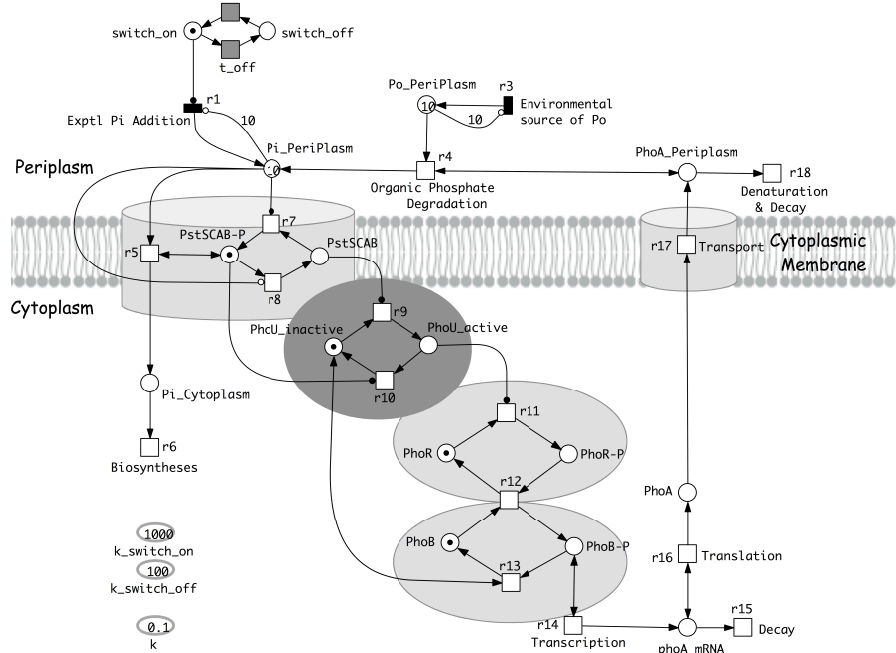 switch_on
switch_off
t_off
r1
Exptl Pi Addition
10
Po_PeriPlasm
10
10
r3
Environmental
source of Po
Pi_PeriPlasm
Periplasm
r4
Organic Phosphate
Degradation
PhoA_Periplasm
r18
Denaturation
& Decay
r7
PstSCAB-P
PstSCAB
r5
r8
r17
Transport
Cytoplasmic
Membrane
Cytoplasm
r9
PhoU_inactive
PhoU_active
r10
Pi_Cytoplasm
r6
Biosyntheses
r11
PhoR
PhoR-P
r12
PhoB
PhoB-P
r13
PhoA
r16
Translation
1000
k_switch_on
100
k_switch_off
0.1
k
r14
Transcription
r15
Decay
phoA_mRNA